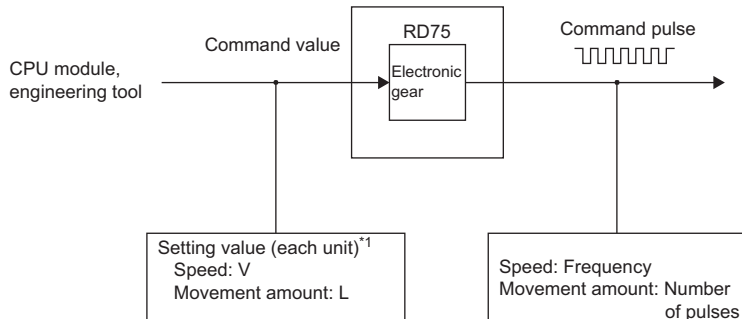 RD75
Command value
Command pulse
CPU module,
engineering tool
Electronic
gear
Setting value (each unit)*1
Speed: V
Movement amount: L
Speed: Frequency
Movement amount: Number
of pulses